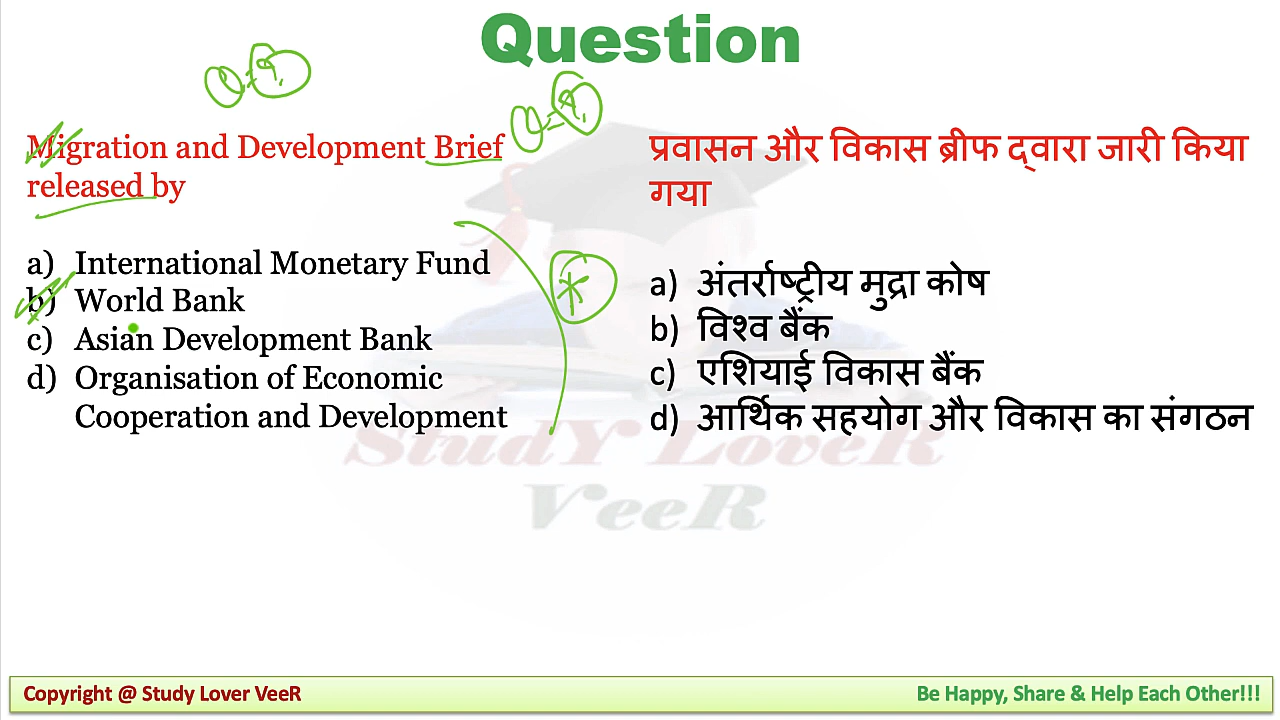 Question
Migration and Development Brief
released by
a) International Monetary Fund
b) World Bank
c) Asian Development Bank
d) Organisation of Economic
Cooperation and Development
प्रवासन और विकास ब्रीफ द्वारा जारी किया
गया
a) अंतर्राष्ट्रीय मुद्रा कोष
b) विश्व बैंक
c) एशियाई विकास बैंक
d) आर्थिक सहयोग और विकास का संगठन
StudY LoveR
VeeR
Copyright @ Study Lover VeeR
Be Happy, Share & Help Each Other!!!